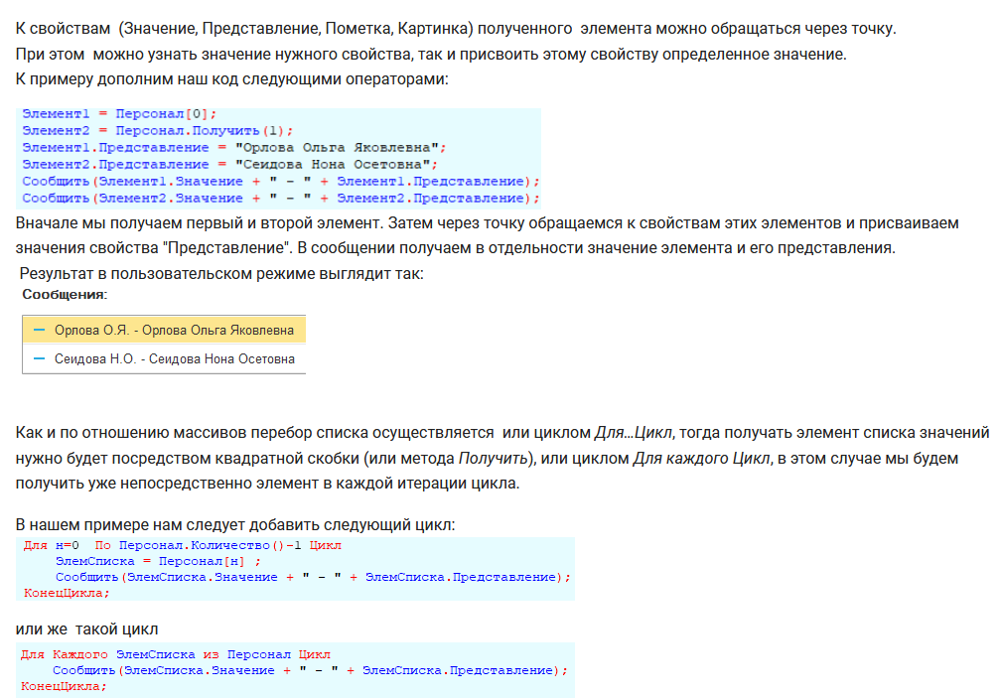 К свойствам (Значение, Представление, Пометка, Картинка) полученного элемента можно обращаться через точку.
При этом можно узнать значение нужного свойства, так и присвоить этому свойству определенное значение.
К примеру дополним наш код следующими операторами:
Элемент1 = Персонал[0];
Элемент2 = Персонал.Получить(1);
Элемент1.Представление = "Орлова Ольга Яковлевна";
Элемент2.Представление = "Сеидова Нона Осетовна";
Сообщить(Элемент1.Значение + " - " + Элемент1.Представление);
Сообщить(Элемент2.Значение + " - " + Элемент2.Представление);
Вначале мы получаем первый и второй элемент. Затем через точку обращаемся к свойствам этих элементов и присваиваем
значения свойства "Представление". В сообщении получаем в отдельности значение элемента и его представления.
Результат в пользовательском режиме выглядит так:
Сообщения:
— Орлова О.Я. - Орлова Ольга Яковлевна
— Сеидова Н.О. - Сеидова Нона Осетовна
Как и по отношению массивов перебор списка осуществляется или циклом Для…Цикл, тогда получать элемент списка значений
нужно будет посредством квадратной скобки (или метода Получить), или циклом Для каждого Цикл, в этом случае мы будем
получить уже непосредственно элемент в каждой итерации цикла.
В нашем примере нам следует добавить следующий цикл:
Для н=0 По Персонал.Количество()-1 Цикл
ЭлемСписка = Персонал[н] ;
Сообщить(ЭлемСписка.Значение + " - " + ЭлемСписка.Представление);
КонецЦикла;
или же такой цикл
Для Каждого ЭлемСписка из Персонал Цикл
Сообщить(ЭлемСписка.Значение + " - " + ЭлемСписка.Представление);
КонецЦикла;